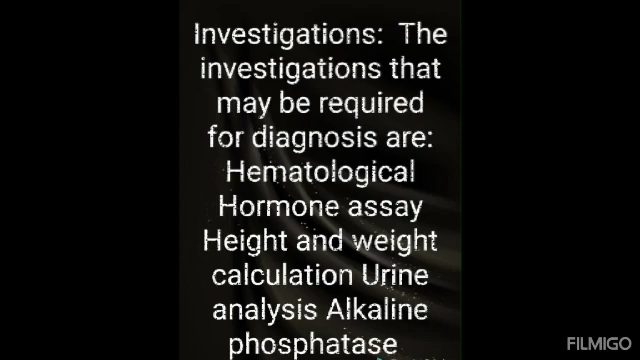 Investigations:  The
investigations that
may be required
for diagnosis are:
Hematological
Hormone assay
Height and weight
calculation Urine
analysis Alkaline
phosphatase
FILMIGO